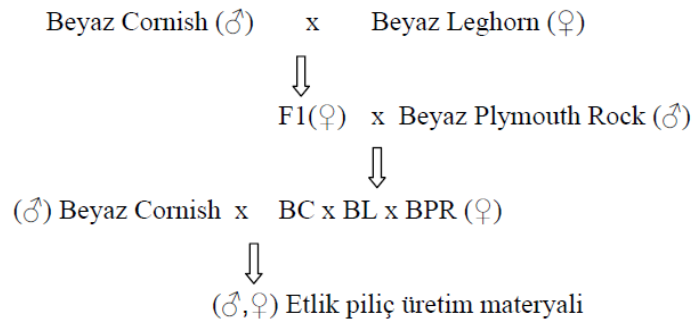 Beyaz Cornish (♂) x Beyaz Leghorn (♀)
F1(♀) x Beyaz Plymouth Rock (♂)
(♂) Beyaz Cornish x BC x BL x BPR (♀)
(♂,♀) Etlik piliç üretim materyali